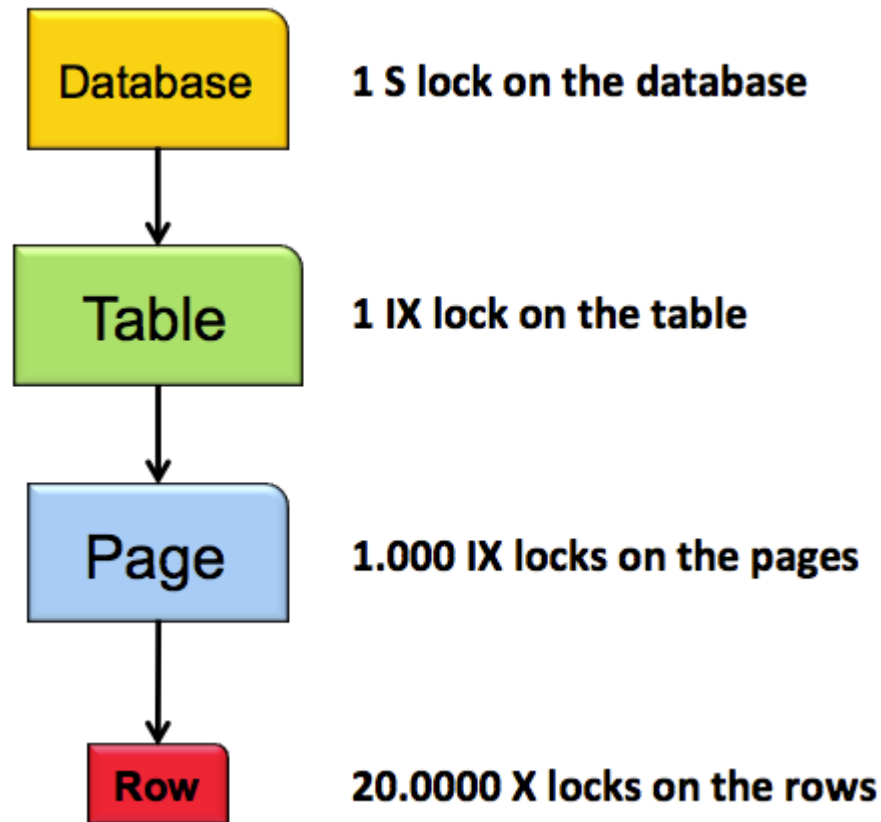 Database
1 S lock on the database
Table
1 IX lock on the table
Page
1.000 IX locks on the pages
Row
20.0000 X locks on the rows